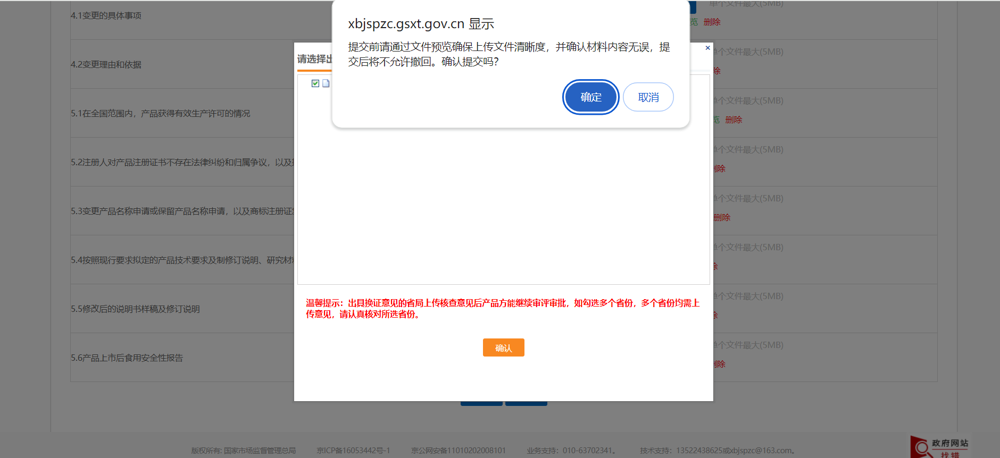 单个文件最大(5MB)
4.1变更的具体事项
览 删除
xbjspzc.gsxt.gov.cn 显示
提交前请通过文件预览确保上传文件清晰度，并确认材料内容无误，提
交后将不允许撤回。确认提交吗？
确定 取消
请选择出
×
单个文件最大(5MB)
4.2变更理由和依据
除
单个文件最大(5MB)
5.1在全国范围内，产品获得有效生产许可的情况
览 删除
单个文件最大(5MB)
5.2注册人对产品注册证书不存在法律纠纷和归属争议，以及
删除
单个文件最大(5MB)
5.3变更产品名称申请或保留产品名称申请，以及商标注册证
删除
单个文件最大(5MB)
5.4按照现行要求拟定的产品技术要求及制修订说明、研究材
除
单个文件最大(5MB)
5.5修改后的说明书样稿及修订说明
除
温馨提示：出具换证意见的省局上传核查意见后产品方能继续审评审批，如勾选多个省份，多个省份均需上
传意见，请认真核对所选省份。
确认
单个文件最大(5MB)
5.6产品上市后食用安全性报告
删除
版权所有: 国家市场监督管理总局 京ICP备16053442号-1 京公网安备11010202008101 业务支持：010-63702341。 技术支持：13522438625或xbjspzc@163.com。
政府网站
找错